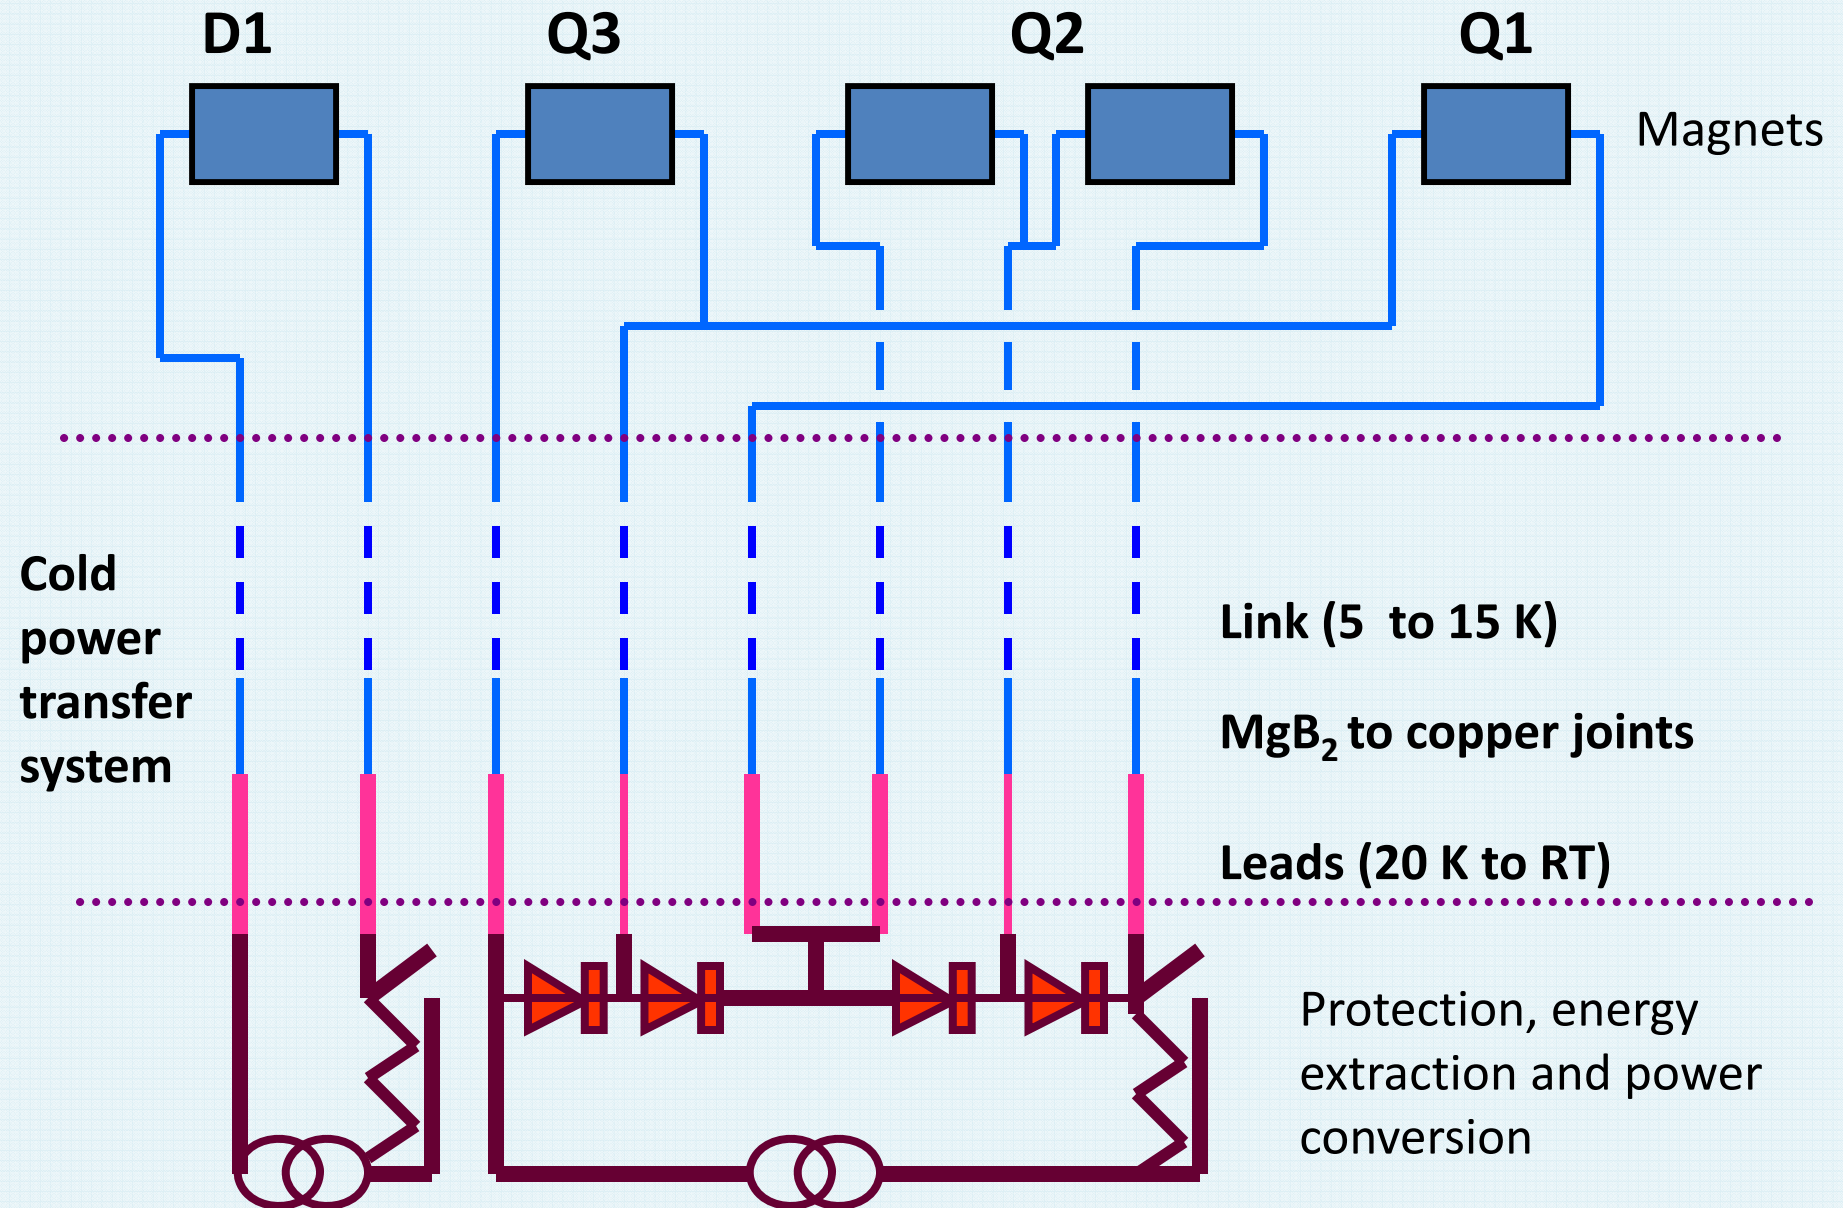 D1 Q3 Q2 Q1
Magnets
Cold
power
transfer
system
Link (5  to 15 K)
MgB₂ to copper joints
Leads (20 K to RT)
Protection, energy
extraction and power
conversion